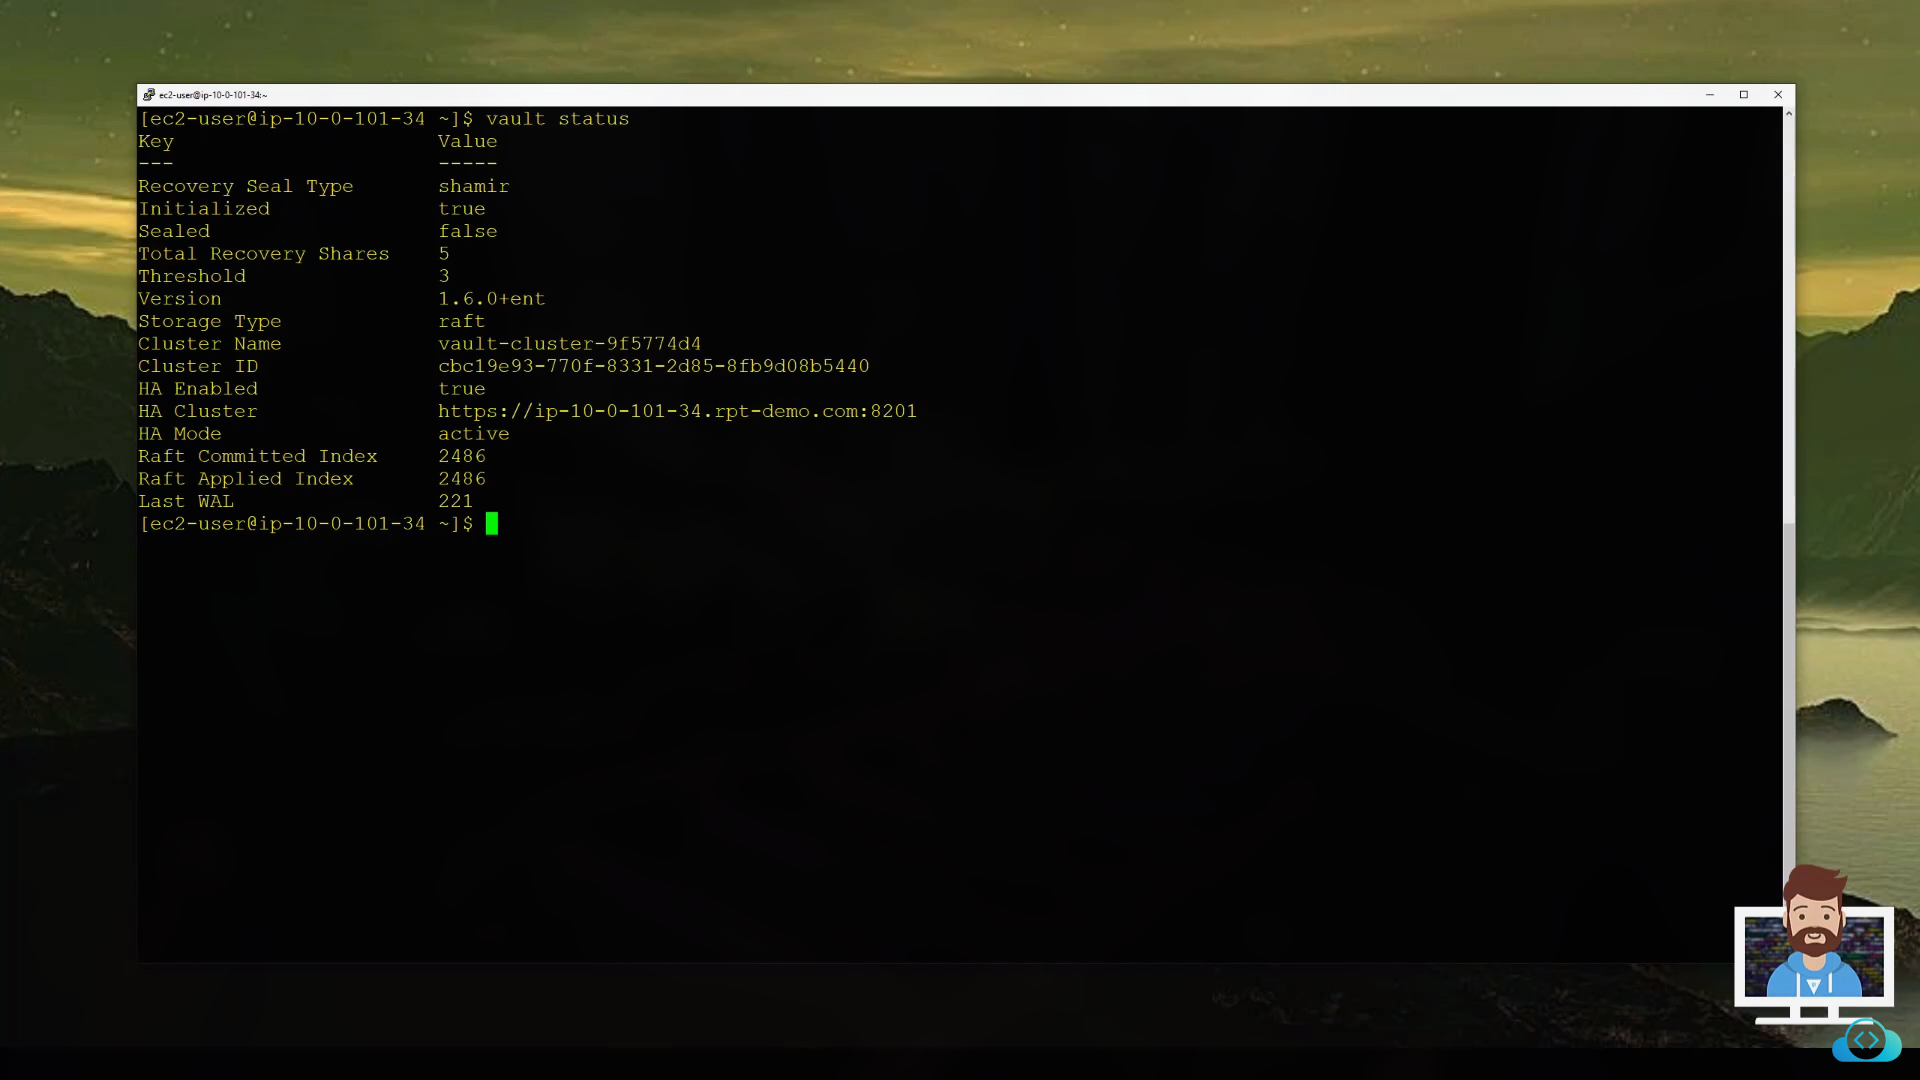 ec2-user@ip-10-0-101-34:~
[ec2-user@ip-10-0-101-34 ~]$ vault status
Key                      Value
---                      -----
Recovery Seal Type       shamir
Initialized              true
Sealed                   false
Total Recovery Shares    5
Threshold                3
Version                  1.6.0+ent
Storage Type             raft
Cluster Name             vault-cluster-9f5774d4
Cluster ID               cbc19e93-770f-8331-2d85-8fb9d08b5440
HA Enabled               true
HA Cluster               https://ip-10-0-101-34.rpt-demo.com:8201
HA Mode                  active
Raft Committed Index     2486
Raft Applied Index       2486
Last WAL                 221
[ec2-user@ip-10-0-101-34 ~]$